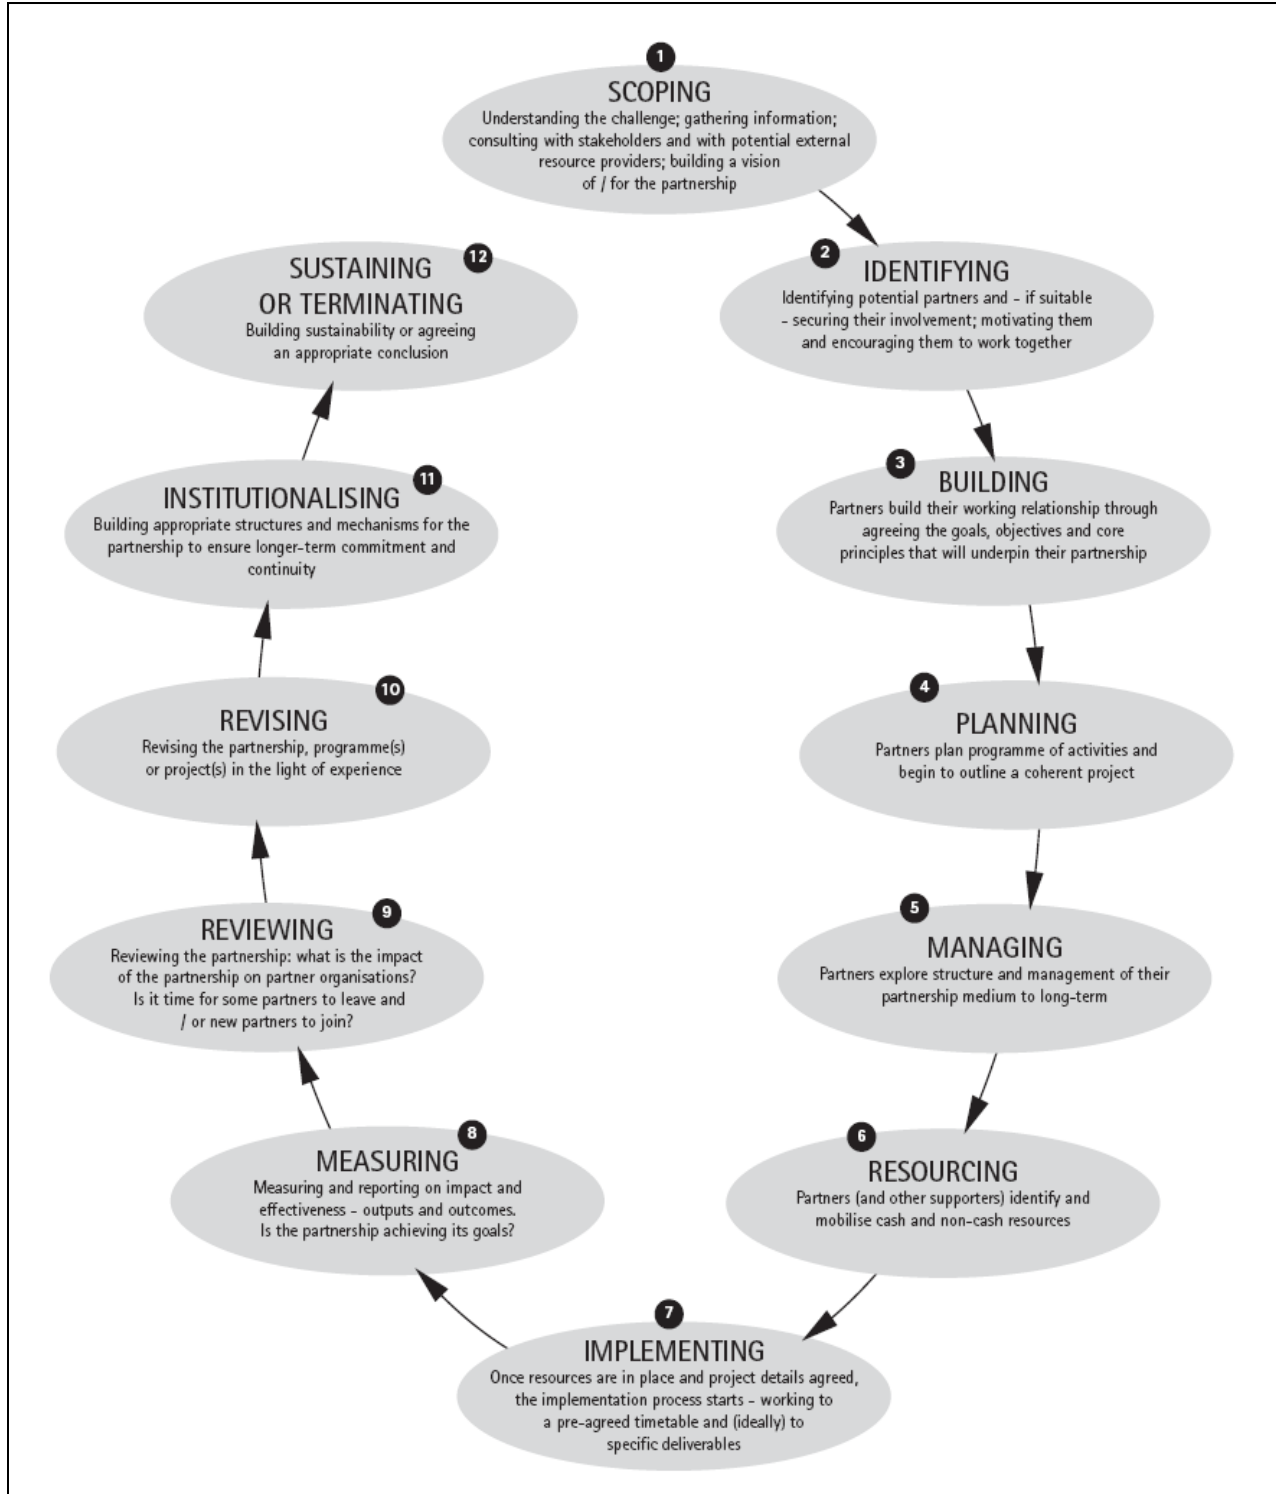 1
SCOPING
Understanding the challenge; gathering information;
consulting with stakeholders and with potential external
resource providers; building a vision
of / for the partnership
2
IDENTIFYING
Identifying potential partners and - if suitable
- securing their involvement; motivating them
and encouraging them to work together
3
BUILDING
Partners build their working relationship through
agreeing the goals, objectives and core
principles that will underpin their partnership
4
PLANNING
Partners plan programme of activities and
begin to outline a coherent project
5
MANAGING
Partners explore structure and management of their
partnership medium to long-term
6
RESOURCING
Partners (and other supporters) identify and
mobilise cash and non-cash resources
7
IMPLEMENTING
Once resources are in place and project details agreed,
the implementation process starts - working to
a pre-agreed timetable and (ideally) to
specific deliverables
8
MEASURING
Measuring and reporting on impact and
effectiveness - outputs and outcomes.
Is the partnership achieving its goals?
9
REVIEWING
Reviewing the partnership: what is the impact
of the partnership on partner organisations?
Is it time for some partners to leave and
/ or new partners to join?
10
REVISING
Revising the partnership, programme(s)
or project(s) in the light of experience
11
INSTITUTIONALISING
Building appropriate structures and mechanisms for the
partnership to ensure longer-term commitment and
continuity
12
SUSTAINING
OR TERMINATING
Building sustainability or agreeing
an appropriate conclusion